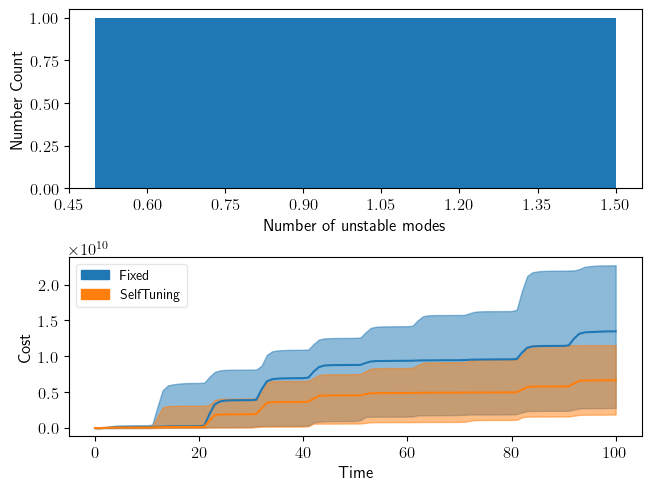 1.00
0.75
0.50
0.25
0.00
Number Count
0.45 0.60 0.75 0.90 1.05 1.20 1.35 1.50
Number of unstable modes
×10¹⁰
Fixed
SelfTuning
2.0
1.5
1.0
0.5
0.0
Cost
0 20 40 60 80 100
Time